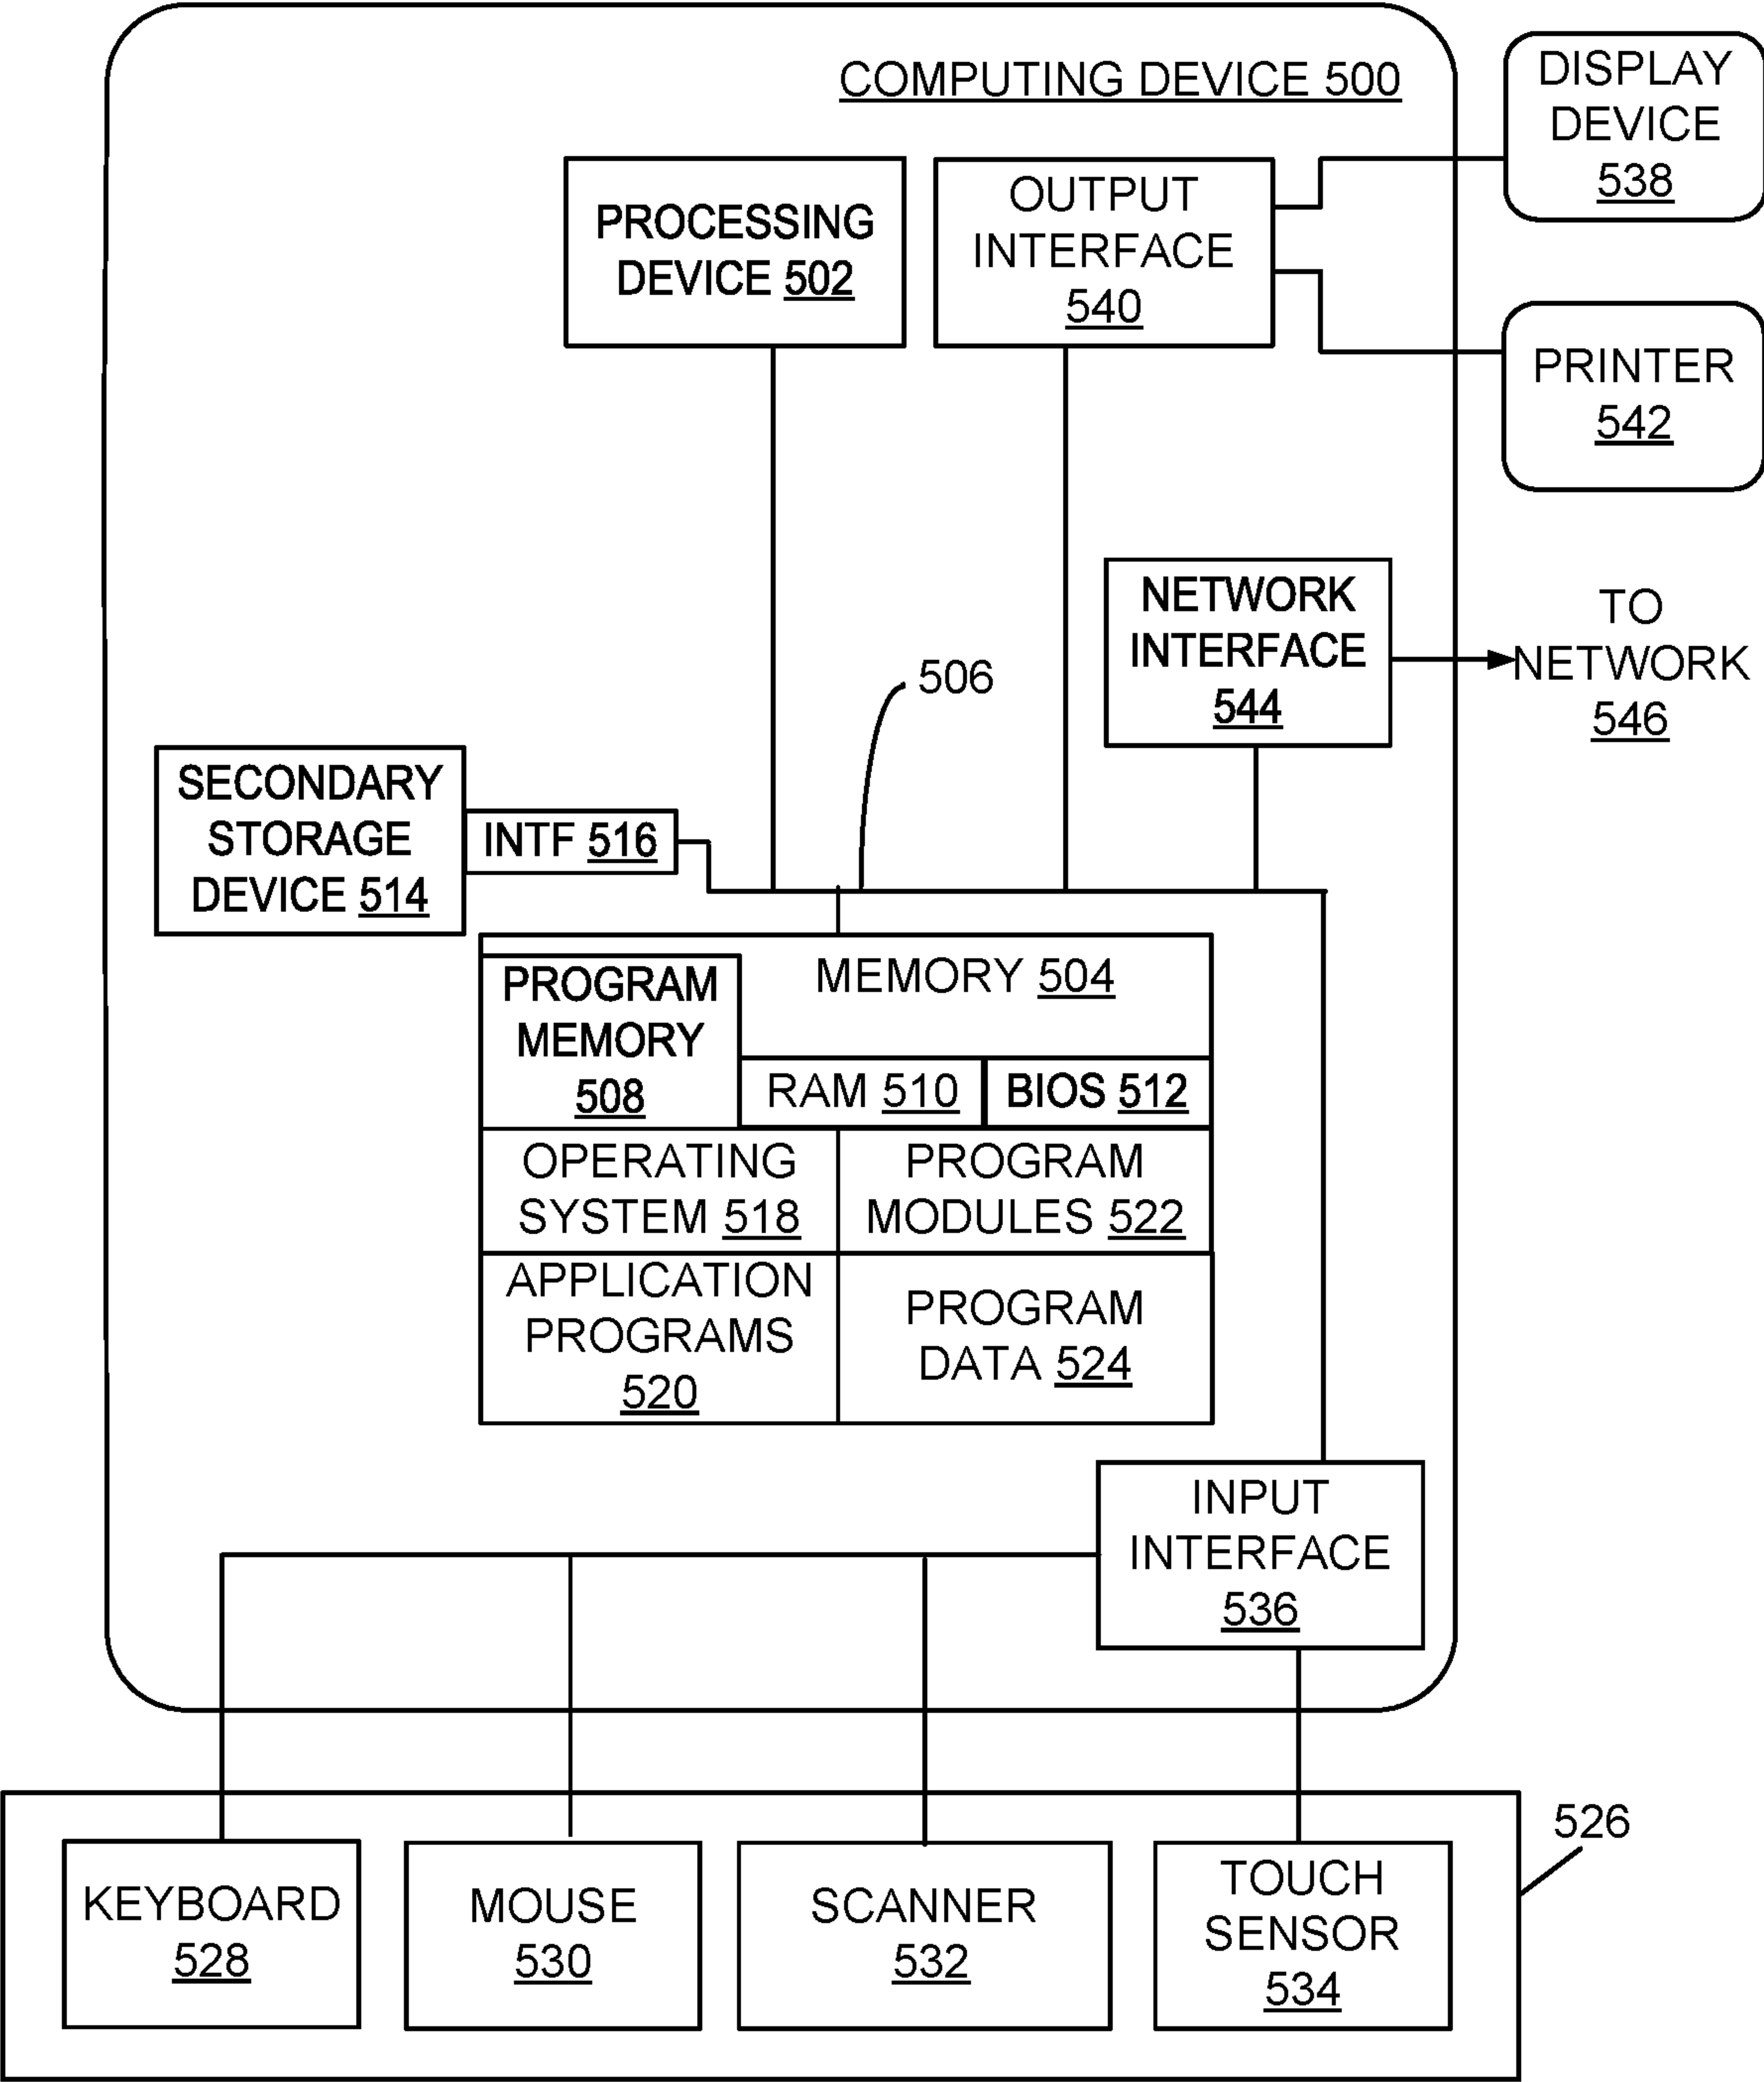 COMPUTING DEVICE 500
DISPLAY
DEVICE
538
PROCESSING
DEVICE 502
OUTPUT
INTERFACE
540
PRINTER
542
NETWORK
INTERFACE
544
TO
NETWORK
546
506
SECONDARY
STORAGE
DEVICE 514
INTF 516
MEMORY 504
PROGRAM
MEMORY
508
RAM 510
BIOS 512
OPERATING
SYSTEM 518
PROGRAM
MODULES 522
APPLICATION
PROGRAMS
520
PROGRAM
DATA 524
INPUT
INTERFACE
536
526
KEYBOARD
528
MOUSE
530
SCANNER
532
TOUCH
SENSOR
534